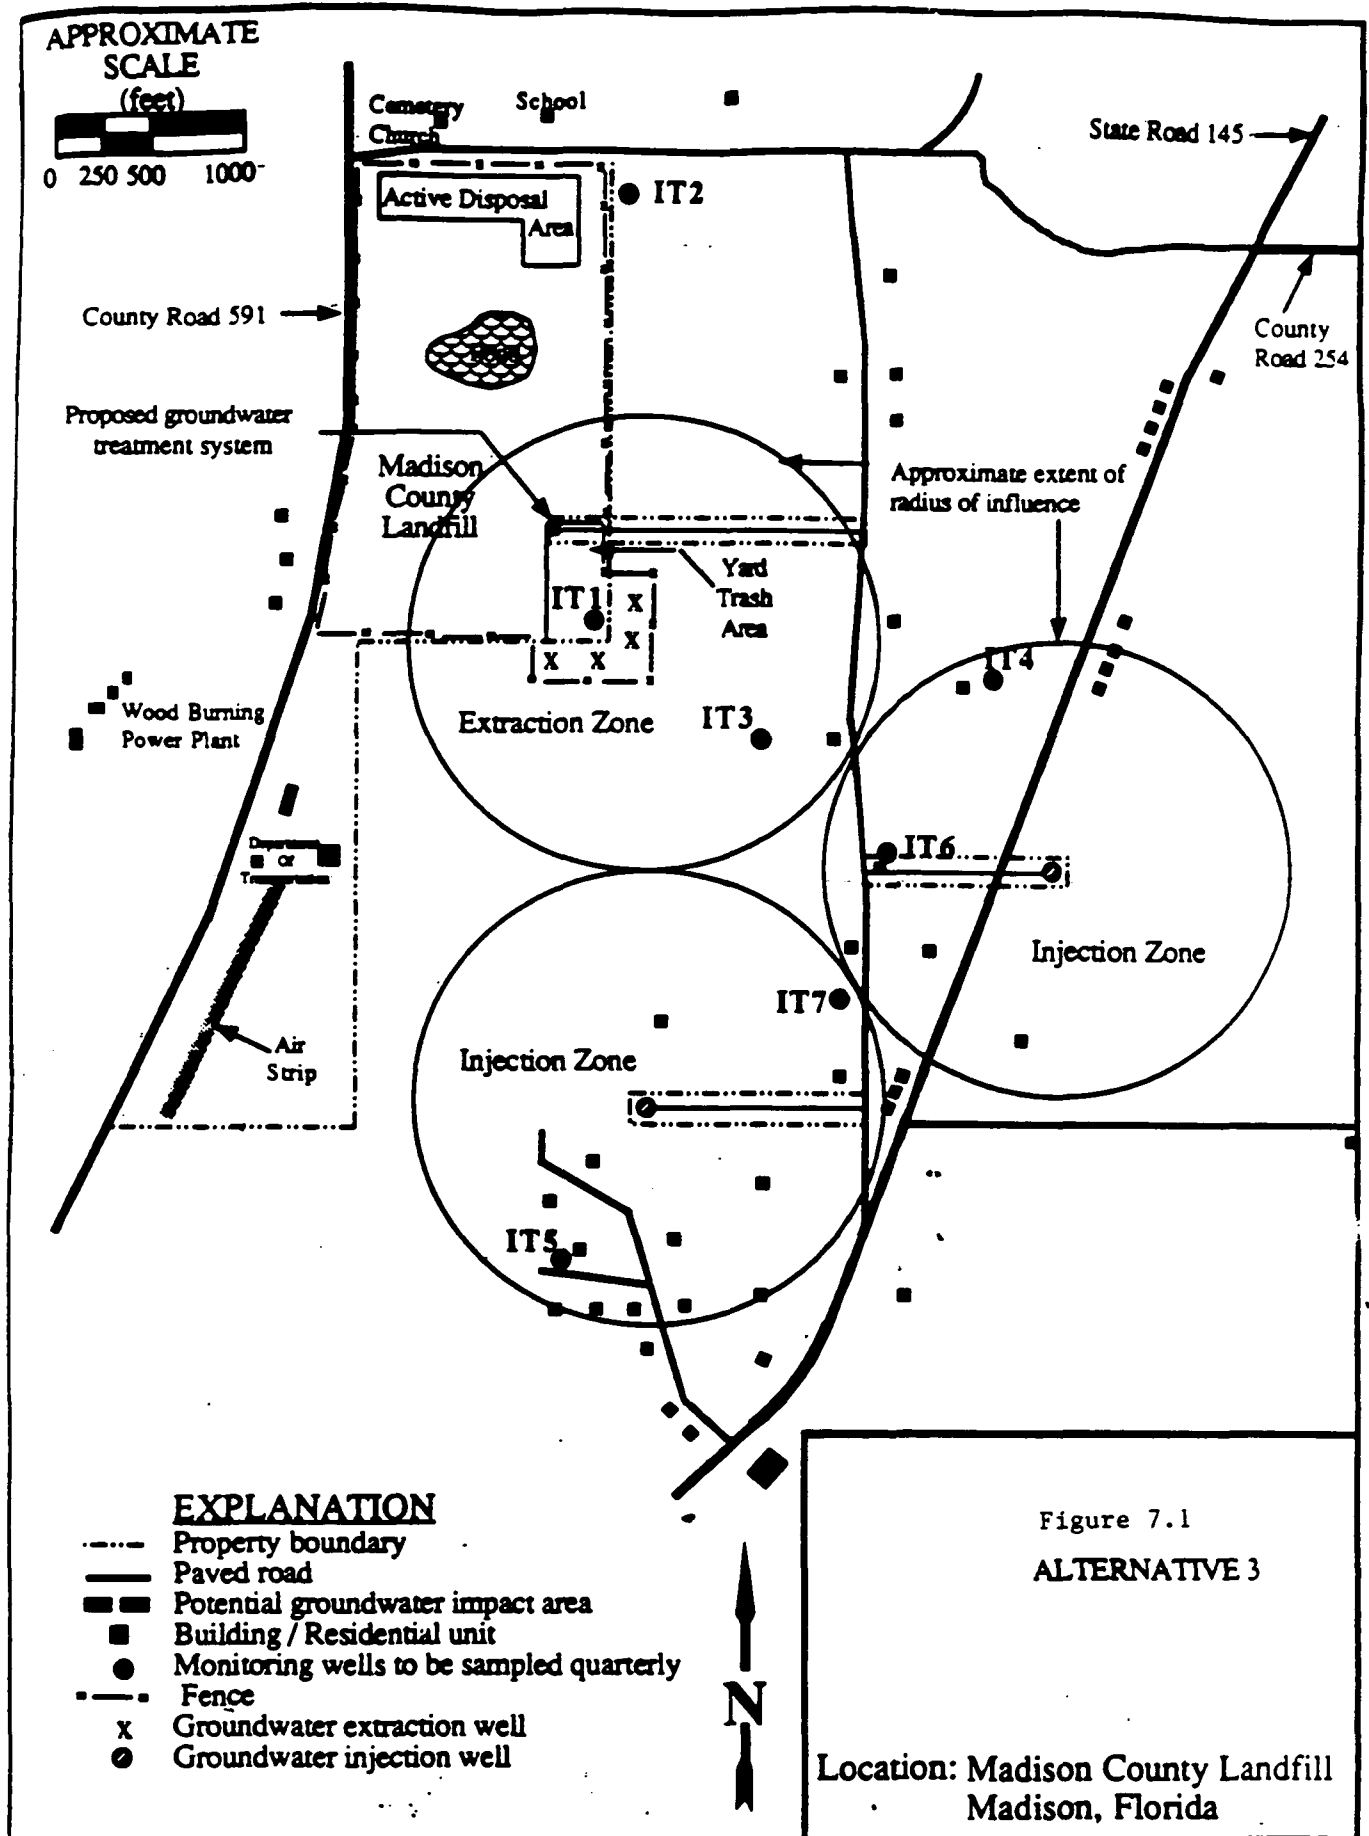 APPROXIMATE
SCALE
(feet)
0 250 500 1000
Cemetery
Church
School
State Road 145
Active Disposal
Area
IT2
County Road 591
County
Road 254
Proposed groundwater
treatment system
Madison
County
Landfill
Approximate extent of
radius of influence
Yard
Trash
Area
IT1
X
X
X
X
IT4
IT3
Extraction Zone
Wood Burning
Power Plant
Department
or
Transportation
IT6
Injection Zone
IT7
Injection Zone
Air
Strip
IT5
EXPLANATION
Property boundary
Paved road
Potential groundwater impact area
Building / Residential unit
Monitoring wells to be sampled quarterly
Fence
X Groundwater extraction well
Groundwater injection well
N
Figure 7.1
ALTERNATIVE 3
Location: Madison County Landfill
Madison, Florida